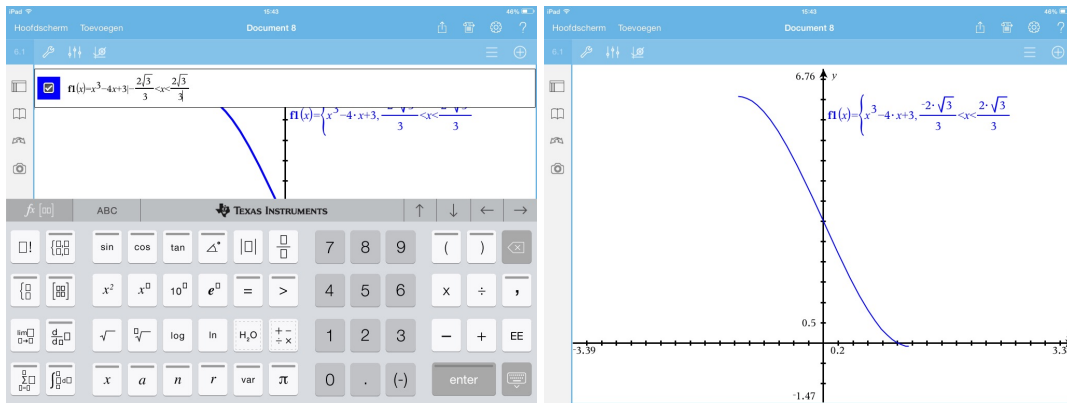 iPad 15:43 46%
Hoofdscherm Toevoegen Document 8 ?
6.1
f1(x)=x³−4x+3|−2√3/3<x<2√3/3
f1(x)={x³−4·x+3, -2·√3/3<x<2·√3/3
fx ABC TEXAS INSTRUMENTS ↑ ↓ ← →
□! sin cos tan |□| □/□ 7 8 9 ( )
x² x□ 10□ e□ = > 4 5 6 x ÷ ,
lim□ □→□ d/d□ □ √ □√ log ln H₂O + − ÷ × 1 2 3 − + EE
□ Σ□ □=0 ∫□d□ x a n r var π 0 . (-) enter
iPad 15:43 46%
Hoofdscherm Toevoegen Document 8 ?
6.1
6.76 y
f1(x)={x³−4·x+3, -2·√3/3<x<2·√3/3
0.5
-3.39 0.2 3.3
-1.47